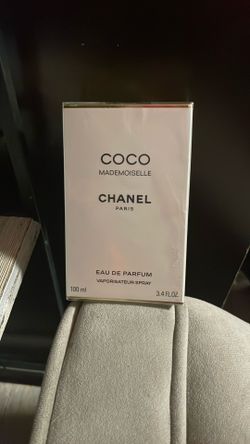 COCO
MADEMOISELLE
CHANEL
PARIS
EAU DE PARFUM
VAPORISATEUR SPRAY
100 ml 3.4 FL. OZ.